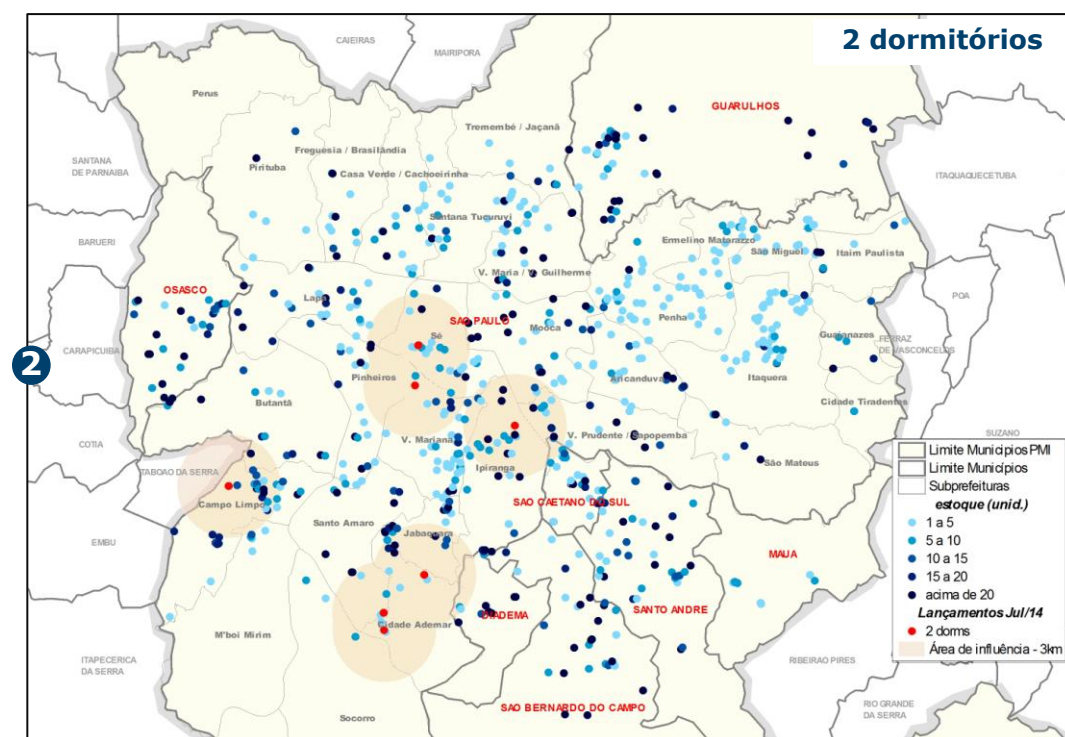 2 dormitórios
CAIEIRAS
MAIRIPORA
Perus
GUARULHOS
Tremembé / Jaçanã
Freguesia / Brasilândia
SANTANA
DE PARNAIBA
Pirituba
Casa Verde / Cachoeirinha
ITAQUAQUECETUBA
Santana Tucuruvi
BARUERI
Ermelino Matarazzo
São Miguel
Itaim Paulista
V. Maria / V. Guilherme
OSASCO
Lapa
POA
SAO PAULO
Penha
Sé
Mooca
Guaianazes
FERRAZ
DE VASCONCELOS
CARAPICUIBA
2
Pinheiros
Aricanduva
Itaquera
Butantã
Cidade Tiradentes
COTIA
V. Mariana
V. Prudente / Sapopemba
SUZANO
TABOAO DA SERRA
Ipiranga
São Mateus
Campo Limpo
SAO CAETANO DO SUL
Santo Amaro
Jabaquara
EMBU
MAUA
DIADEMA
SANTO ANDRE
Cidade Ademar
M'boi Mirim
ITAPECERICA
DA SERRA
RIBEIRAO PIRES
SAO BERNARDO DO CAMPO
Socorro
RIO GRANDE
DA SERRA
Limite Municípios PMI
Limite Municípios
Subprefeituras
estoque (unid.)
1 a 5
5 a 10
10 a 15
15 a 20
acima de 20
Lançamentos Jul/14
2 dorms
Área de influência - 3km